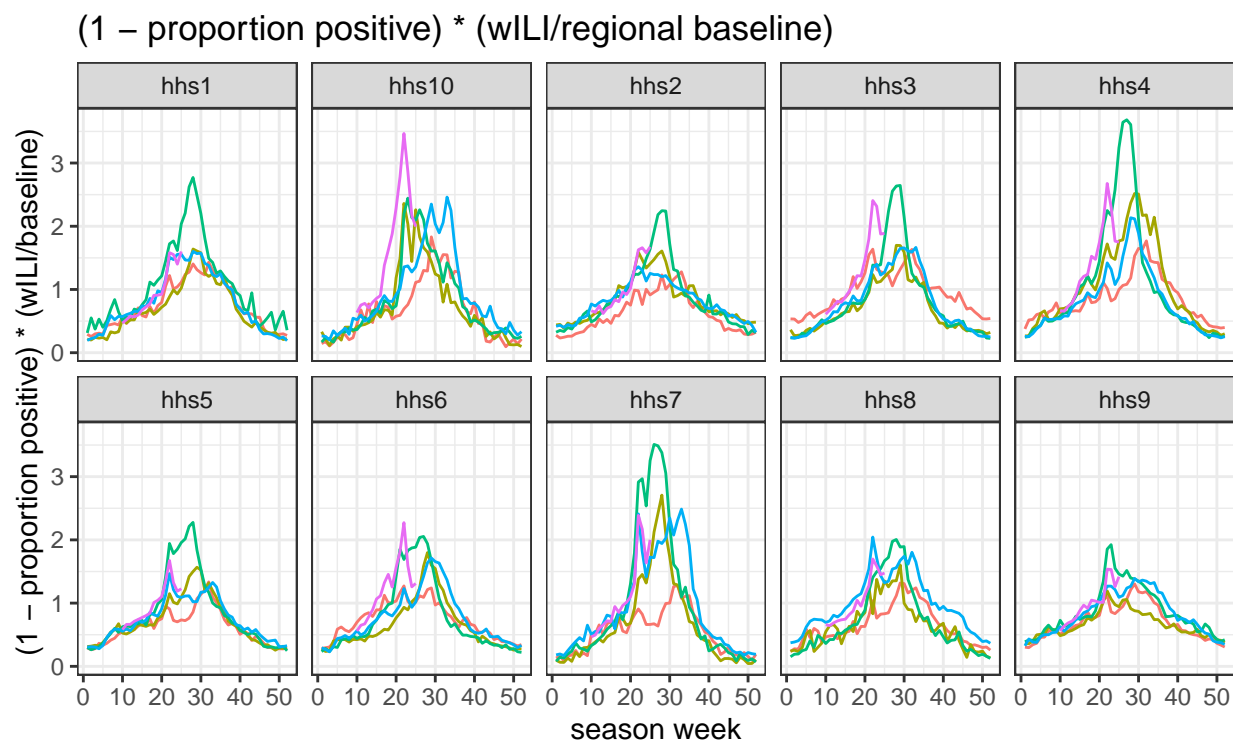 (1 − proportion positive) * (wILI/regional baseline)
hhs1 hhs10 hhs2 hhs3 hhs4
3
2
1
0
(1 − proportion positive) * (wILI/baseline)
hhs5 hhs6 hhs7 hhs8 hhs9
3
2
1
0
0 10 20 30 40 50 0 10 20 30 40 50 0 10 20 30 40 50 0 10 20 30 40 50 0 10 20 30 40 50
season week